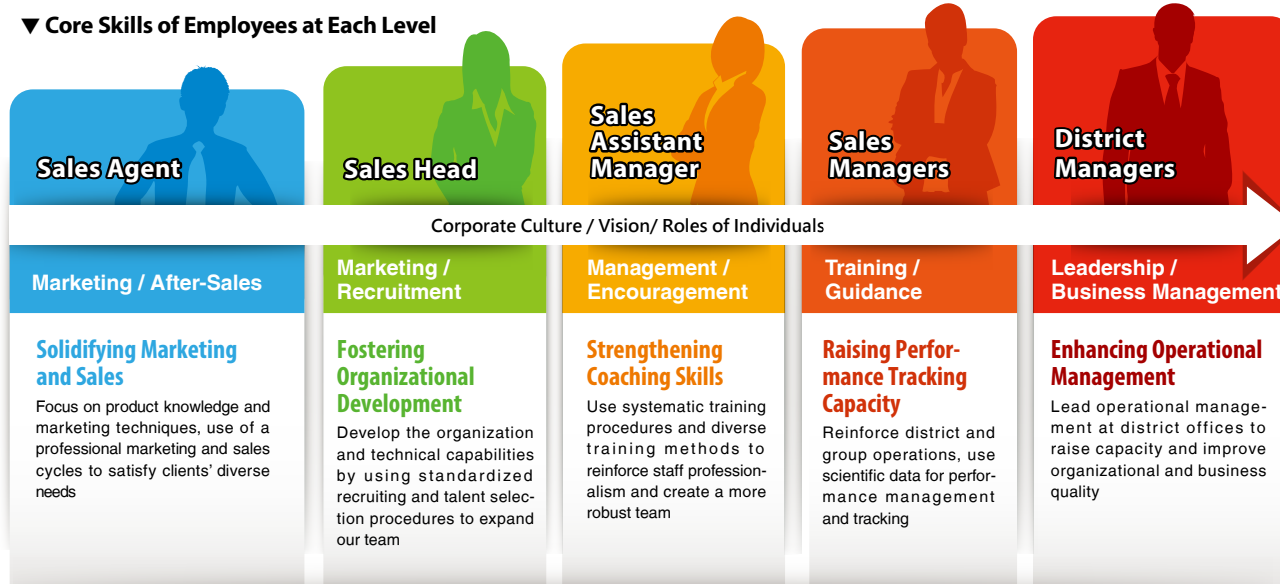 ▼ Core Skills of Employees at Each Level
Sales Agent
Sales Head
Sales
Assistant
Manager
Sales
Managers
District
Managers
Corporate Culture / Vision/ Roles of Individuals
Marketing / After-Sales
Marketing /
Recruitment
Management /
Encouragement
Training /
Guidance
Leadership /
Business Management
Solidifying Marketing
and Sales
Focus on product knowledge and
marketing techniques, use of a
professional marketing and sales
cycles to satisfy clients’ diverse
needs
Fostering
Organizational
Development
Develop the organization
and technical capabilities
by using standardized
recruiting and talent selec-
tion procedures to expand
our team
Strengthening
Coaching Skills
Use systematic training
procedures and diverse
training methods to
reinforce staff profession-
alism and create a more
robust team
Raising Perfor-
mance Tracking
Capacity
Reinforce district and
group operations, use
scientific data for perfor-
mance management
and tracking
Enhancing Operational
Management
Lead operational manage-
ment at district offices to
raise capacity and improve
organizational and business
quality